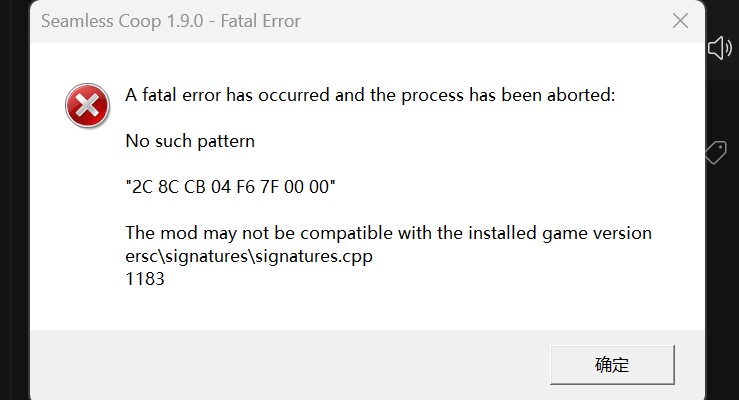 Seamless Coop 1.9.0 - Fatal Error
A fatal error has occurred and the process has been aborted:
No such pattern
"2C 8C CB 04 F6 7F 00 00"
The mod may not be compatible with the installed game version
ersc\signatures\signatures.cpp
1183
确定